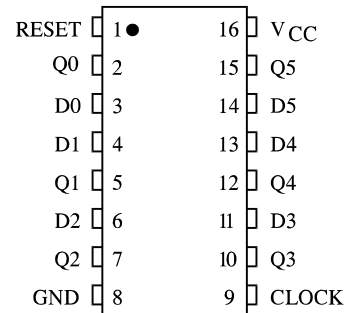 RESET 1 16 VCC
Q0 2 15 Q5
D0 3 14 D5
D1 4 13 D4
Q1 5 12 Q4
D2 6 11 D3
Q2 7 10 Q3
GND 8 9 CLOCK